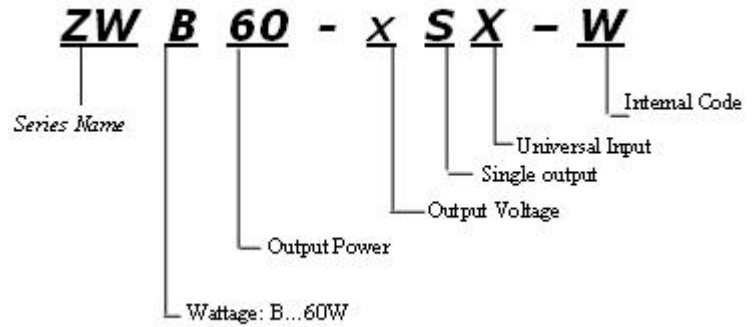 ZW B 60 - x S X - W
Internal Code
Series Name
Universal Input
Single output
Output Voltage
Output Power
Wattage: B...60W